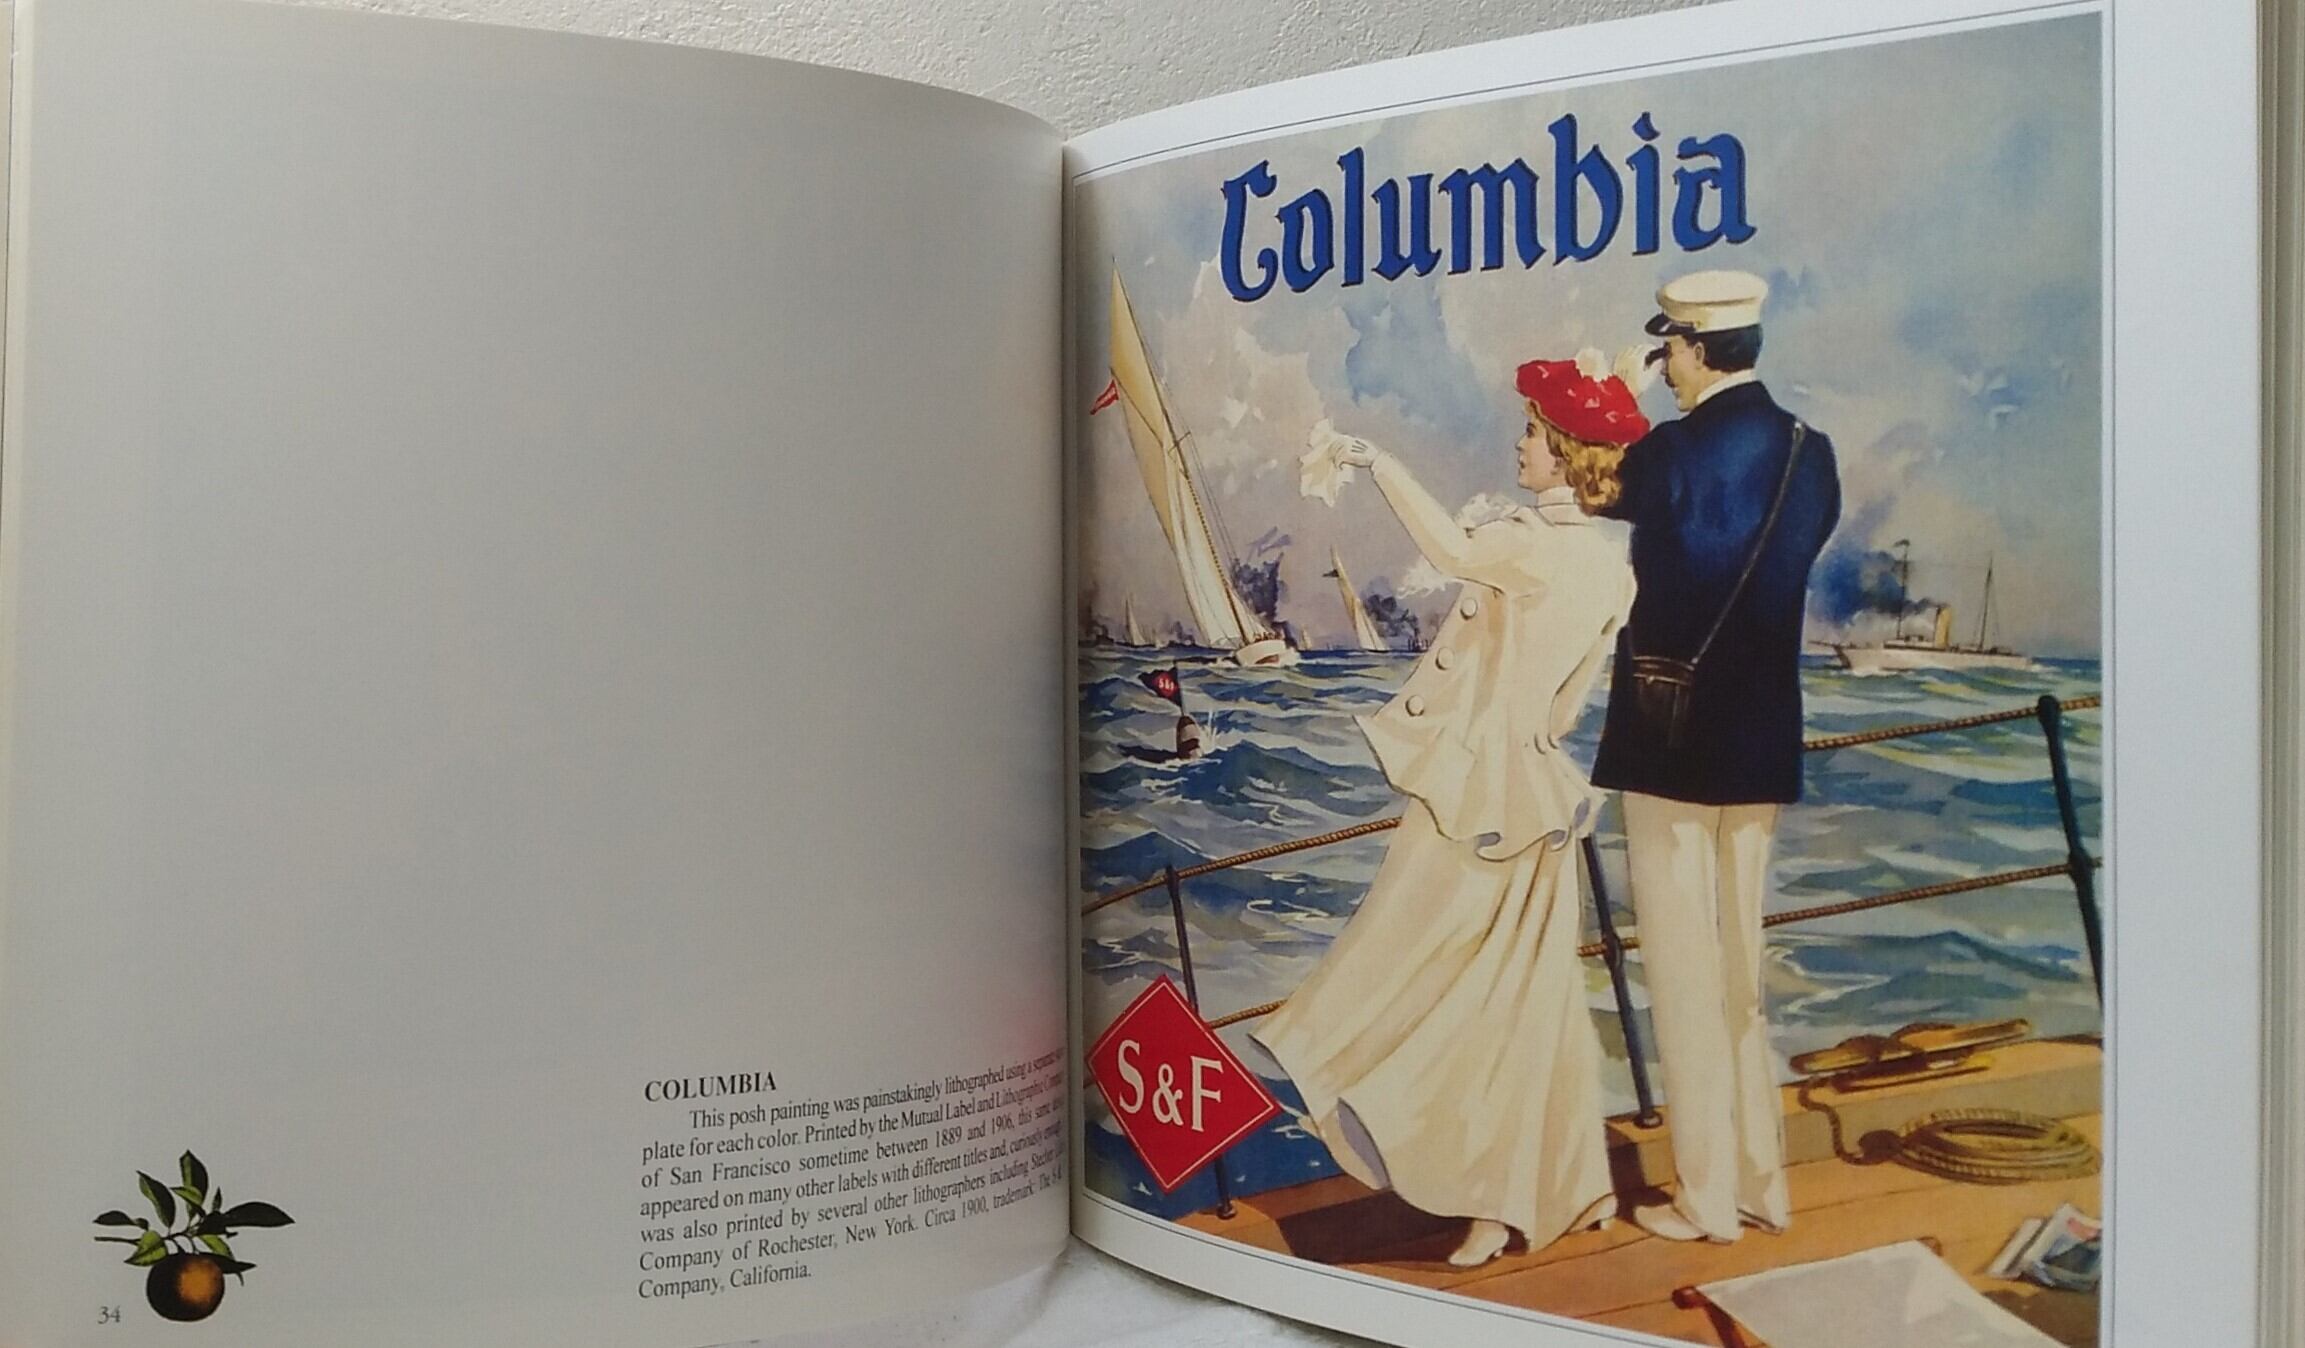 COLUMBIA
This posh painting was painstakingly lithographed using a separate
plate for each color. Printed by the Mutual Label and Lithographic
of San Francisco sometime between 1889 and 1906, this same
appeared on many other labels with different titles and, curiously enough,
was also printed by several other lithographers including Stecher
Company of Rochester, New York. Circa 1900, trademark: The S &
Company, California.
34
Columbia
S&F
S&F